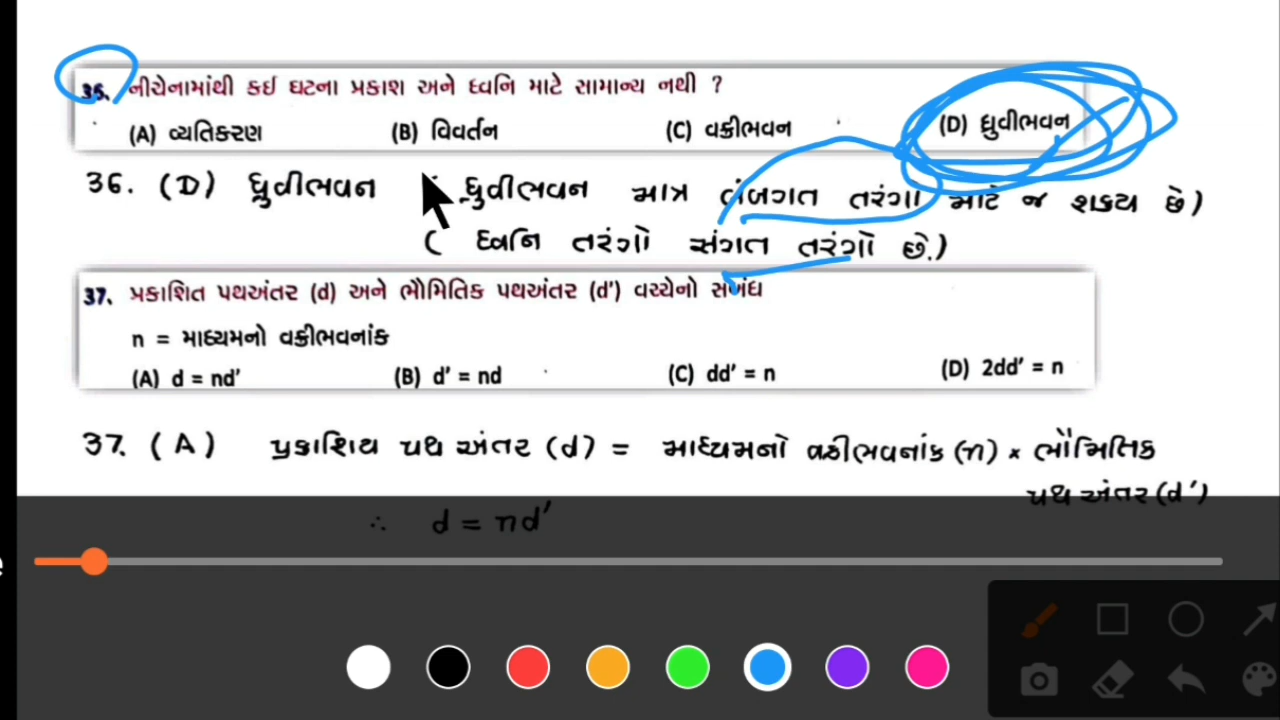 36. નીચેનામાંથી કઈ ઘટના પ્રકાશ અને ધ્વનિ માટે સામાન્ય નથી ?
(A) વ્યતિકરણ (B) વિવર્તન (C) વક્રીભવન (D) ધ્રુવીભવન
36. (D) ધ્રુવીભવન ધ્રુવીભવન માત્ર લંબગત તરંગો માટે જ શક્ય છે)
( ધ્વનિ તરંગો સંગત તરંગો છે.)
37. પ્રકાશિત પથઅંતર (d) અને ભૌમિતિક પથઅંતર (d') વચ્ચેનો સંબંધ
n = માધ્યમનો વક્રીભવનાંક
(A) d = nd' (B) d' = nd (C) dd' = n (D) 2dd' = n
37. (A) પ્રકાશિય પથ અંતર (d) = માધ્યમનો વક્રીભવનાંક (n) × ભૌમિતિક
પથ અંતર (d')
∴ d = nd'